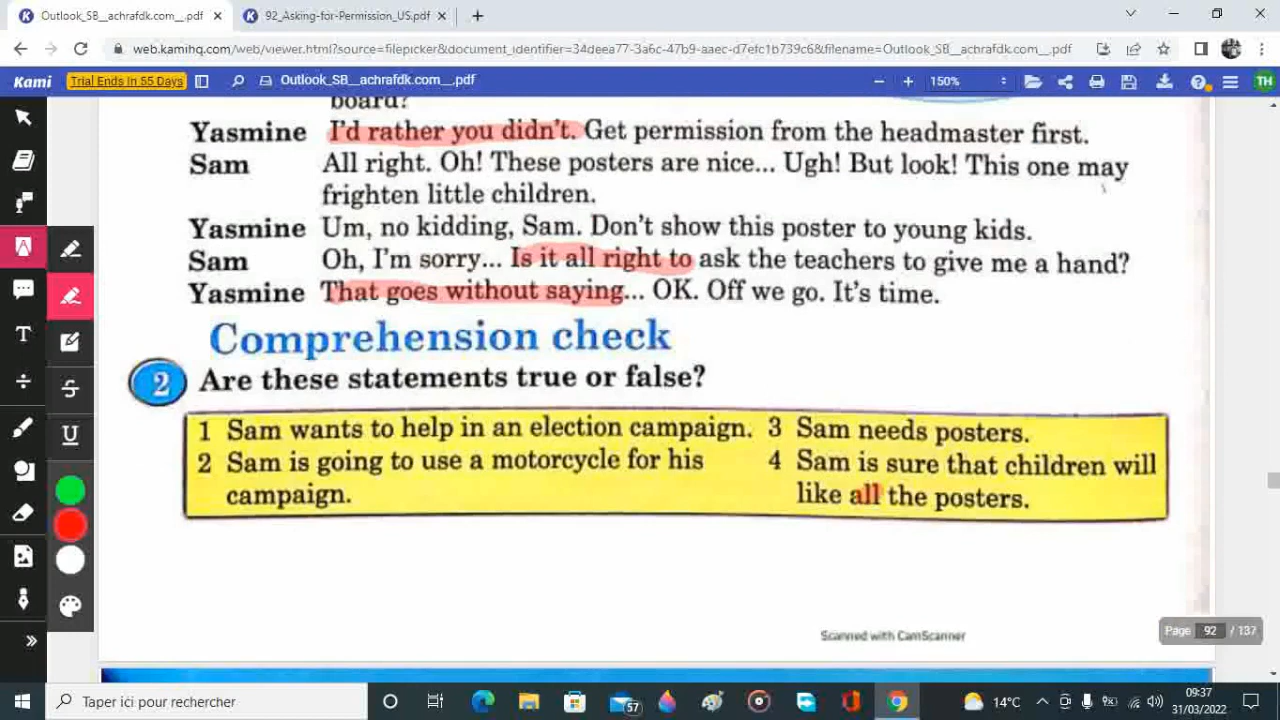 Outlook_SB__achrafdk.com__.pdf
92_Asking-for-Permission_US.pdf
web.kamihq.com/web/viewer.html?source=filepicker&document_identifier=34deea77-3a6c-47b9-aaec-d7efc1b739c6&filename=Outlook_SB__achrafdk.com__.pdf
Kami Trial Ends In 55 Days Outlook_SB__achrafdk.com__.pdf 150% TH
board?
Yasmine I'd rather you didn't. Get permission from the headmaster first.
Sam All right. Oh! These posters are nice... Ugh! But look! This one may
frighten little children.
Yasmine Um, no kidding, Sam. Don't show this poster to young kids.
Sam Oh, I'm sorry... Is it all right to ask the teachers to give me a hand?
Yasmine That goes without saying... OK. Off we go. It's time.
Comprehension check
2 Are these statements true or false?
1 Sam wants to help in an election campaign.
2 Sam is going to use a motorcycle for his
campaign.
3 Sam needs posters.
4 Sam is sure that children will
like all the posters.
Scanned with CamScanner
Page 92 / 137
Taper ici pour rechercher
57
14°C
09:37
31/03/2022